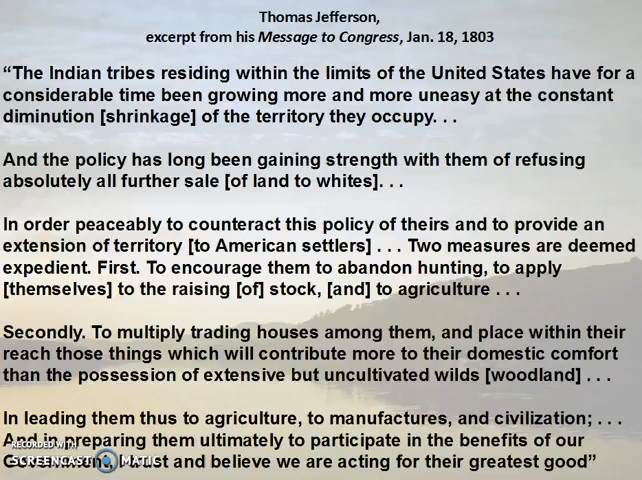 Thomas Jefferson,
excerpt from his Message to Congress, Jan. 18, 1803
“The Indian tribes residing within the limits of the United States have for a
considerable time been growing more and more uneasy at the constant
diminution [shrinkage] of the territory they occupy. . .
And the policy has long been gaining strength with them of refusing
absolutely all further sale [of land to whites]. . .
In order peaceably to counteract this policy of theirs and to provide an
extension of territory [to American settlers] . . . Two measures are deemed
expedient. First. To encourage them to abandon hunting, to apply
[themselves] to the raising [of] stock, [and] to agriculture . . .
Secondly. To multiply trading houses among them, and place within their
reach those things which will contribute more to their domestic comfort
than the possession of extensive but uncultivated wilds [woodland] . . .
In leading them thus to agriculture, to manufactures, and civilization; . . .
And in preparing them ultimately to participate in the benefits of our
and believe we are acting for their greatest good”
RECORDED WITH
SCREENCAST MATIC